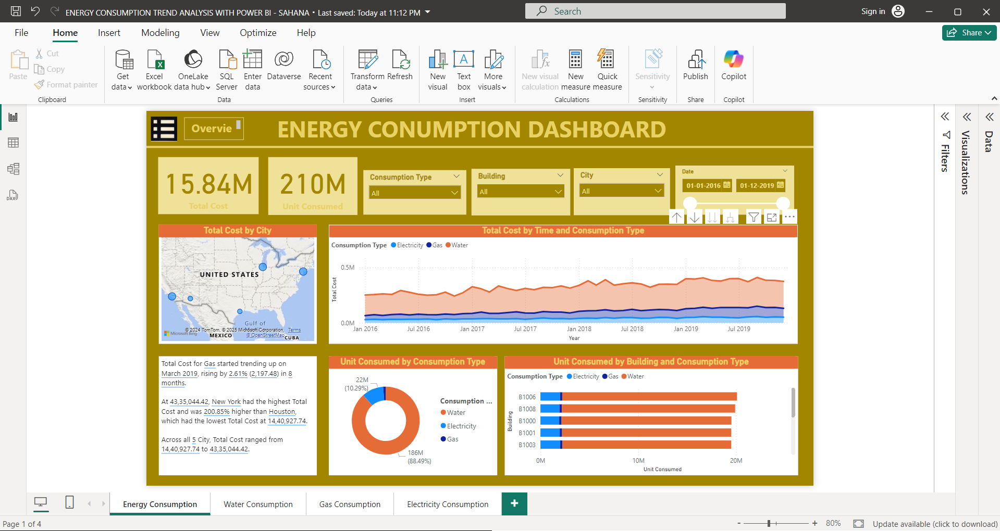 ENERGY CONSUMPTION TREND ANALYSIS WITH POWER BI - SAHANA • Last saved: Today at 11:12 PM
Search
Sign in
File Home Insert Modeling View Optimize Help
Share
Paste
Cut
Copy
Format painter
Clipboard
Get data
Excel workbook
OneLake data hub
SQL Server
Enter data
Dataverse
Recent sources
Data
Transform data
Refresh
Queries
New visual
Text box
More visuals
Insert
New visual calculation
New measure
Quick measure
Calculations
Sensitivity
Sensitivity
Publish
Share
Copilot
Copilot
DAX
Overvie
ENERGY CONUMPTION DASHBOARD
15.84M
Total Cost
210M
Unit Consumed
Consumption Type
All
Building
All
City
All
Date
01-01-2016 01-12-2019
Filters
Visualizations
Data
Total Cost by City
UNITED STATES
Gulf of
MEXICO
CUBA
Microsoft Bing
© 2024 TomTom, © 2025 Microsoft Corporation, Terms
© OpenStreetMap
Total Cost by Time and Consumption Type
Consumption Type Electricity Gas Water
Total Cost
0.5M
0.0M
Jan 2016 Jul 2016 Jan 2017 Jul 2017 Jan 2018 Jul 2018 Jan 2019 Jul 2019
Year
Total Cost for Gas started trending up on
March 2019, rising by 2.61% (2,197.48) in 8
months.
At 43,35,044.42, New York had the highest Total
Cost and was 200.85% higher than Houston,
which had the lowest Total Cost at 14,40,927.74.
Across all 5 City, Total Cost ranged from
14,40,927.74 to 43,35,044.42.
Unit Consumed by Consumption Type
22M
(10.29%)
186M
(88.49%)
Consumption ...
Water
Electricity
Gas
Unit Consumed by Building and Consumption Type
Consumption Type Electricity Gas Water
Building
B1006
B1008
B1000
B1001
B1003
0M 10M 20M
Unit Consumed
Energy Consumption
Water Consumption
Gas Consumption
Electricity Consumption
Page 1 of 4
- + 80%
Update available (click to download)